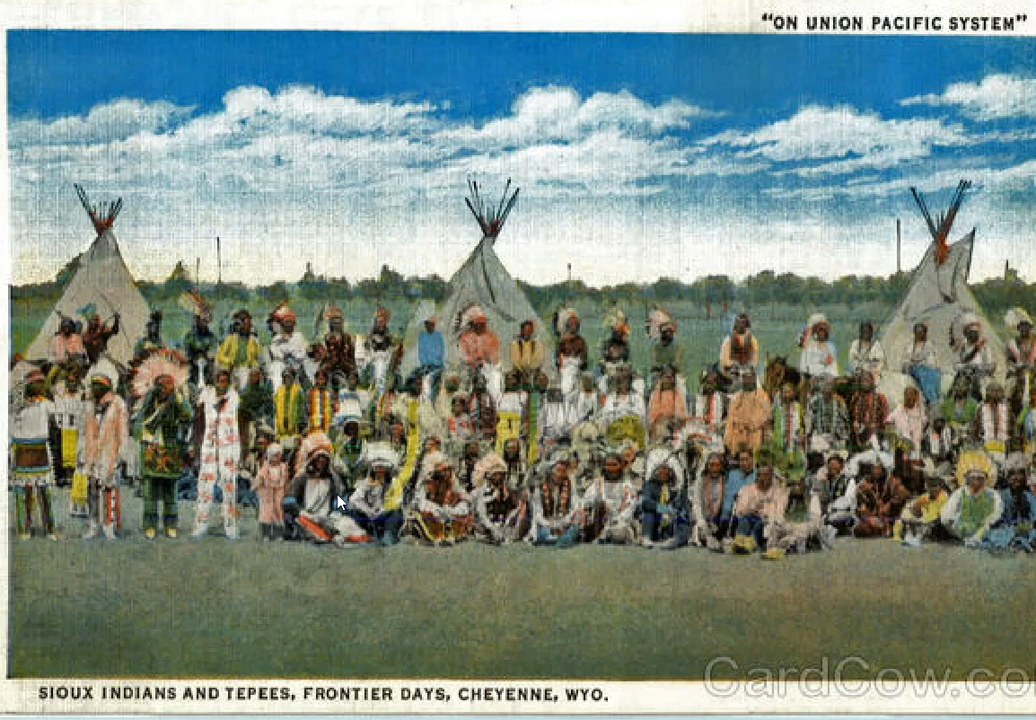 "ON UNION PACIFIC SYSTEM"
SIOUX INDIANS AND TEPEES, FRONTIER DAYS, CHEYENNE, WYO.
CardCow.co